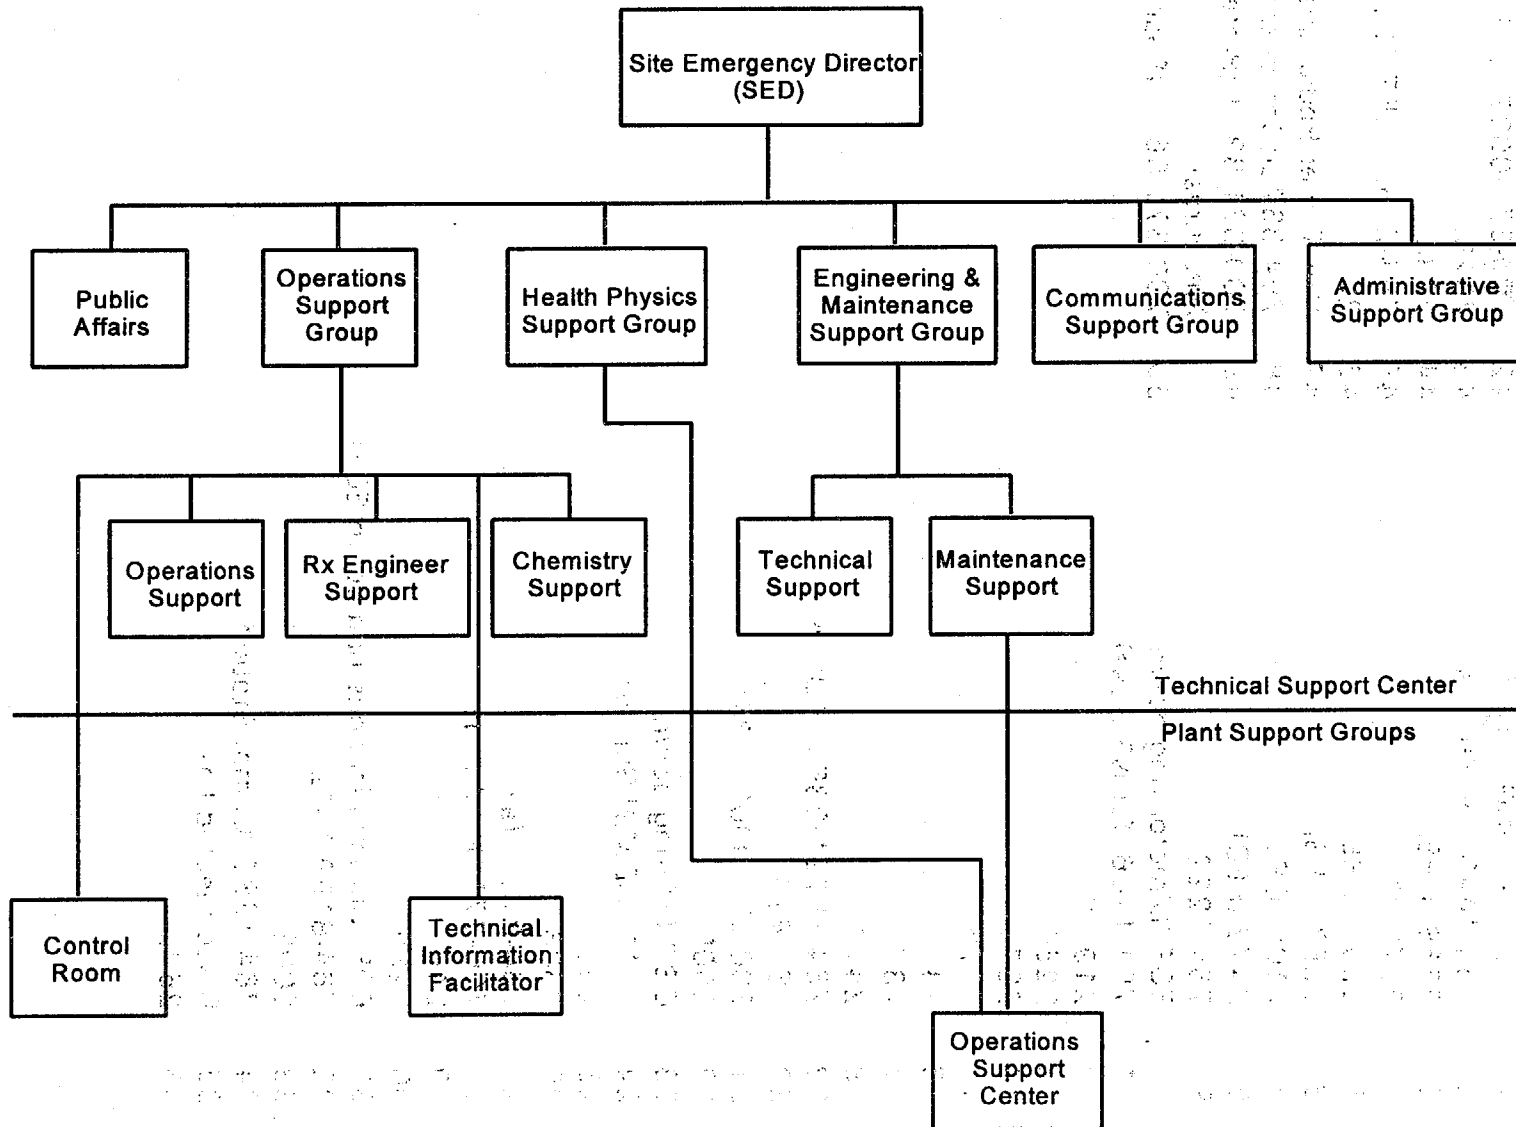 Site Emergency Director
(SED)
Public
Affairs
Operations
Support
Group
Health Physics
Support Group
Engineering &
Maintenance
Support Group
Communications
Support Group
Administrative
Support Group
Operations
Support
Rx Engineer
Support
Chemistry
Support
Technical
Support
Maintenance
Support
Technical Support Center
Plant Support Groups
Control
Room
Technical
Information
Facilitator
Operations
Support
Center